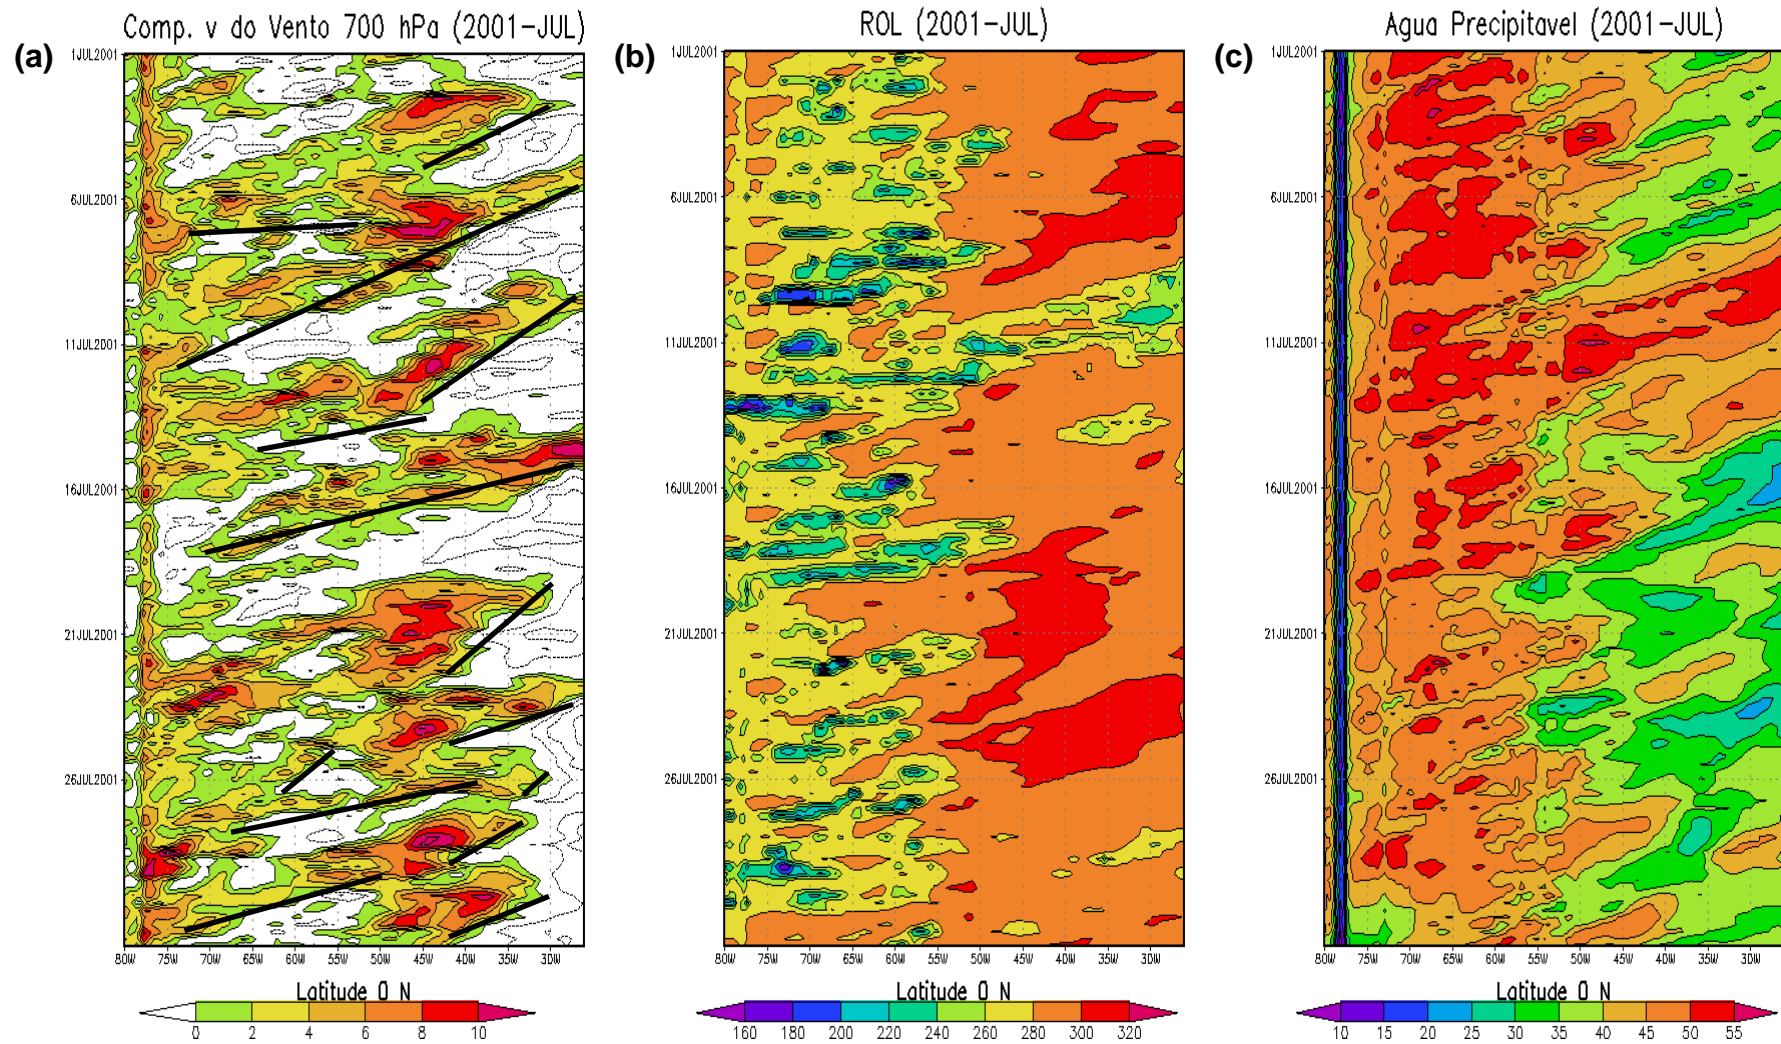 (a) Comp. v do Vento 700 hPa (2001-JUL)
1JUL2001
6JUL2001
11JUL2001
16JUL2001
21JUL2001
26JUL2001
80W 75W 70W 65W 60W 55W 50W 45W 40W 35W 30W
Latitude 0 N
0 2 4 6 8 10
(b) ROL (2001-JUL)
1JUL2001
6JUL2001
11JUL2001
16JUL2001
21JUL2001
26JUL2001
80W 75W 70W 65W 60W 55W 50W 45W 40W 35W 30W
Latitude 0 N
160 180 200 220 240 260 280 300 320
(c) Agua Precipitavel (2001-JUL)
1JUL2001
6JUL2001
11JUL2001
16JUL2001
21JUL2001
26JUL2001
80W 75W 70W 65W 60W 55W 50W 45W 40W 35W 30W
Latitude 0 N
10 15 20 25 30 35 40 45 50 55